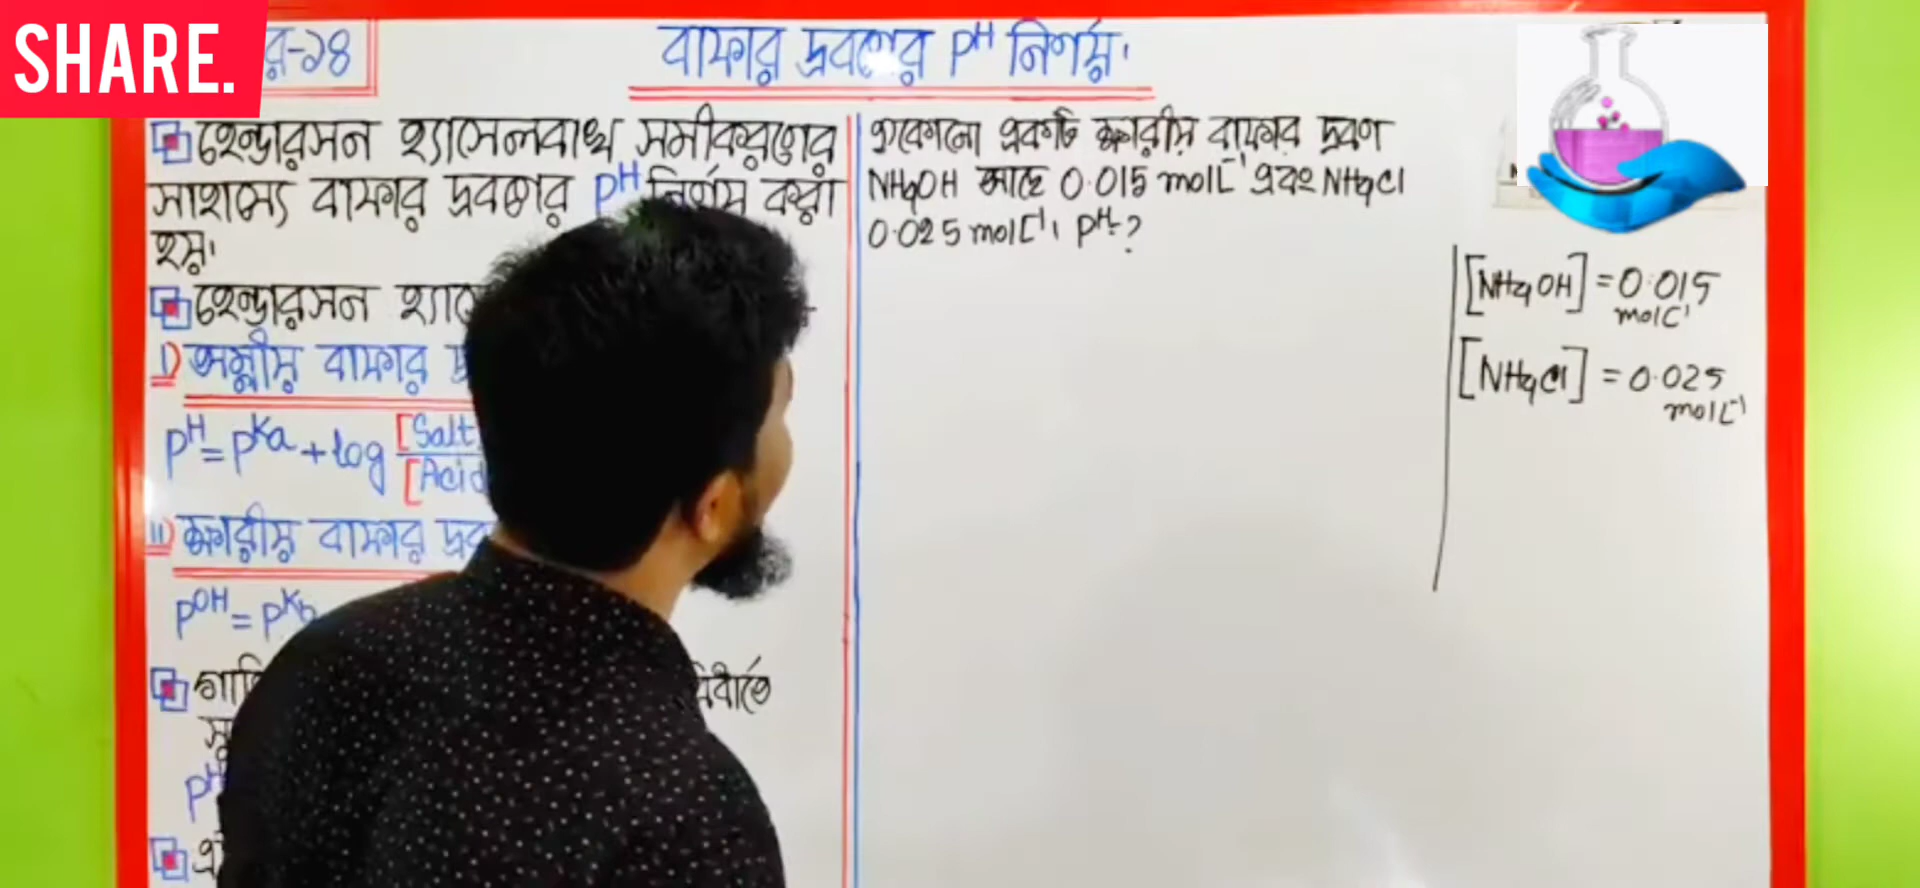 SHARE.
র-১৪
বাফার দ্রবণের pH নির্ণয়।
হেন্ডারসন হ্যাসেলবাখ সমীকরণের
সাহায্যে বাফার দ্রবণের pH নির্ণয় করা
হয়।
হেন্ডারসন
I) অম্লীয় বাফার
pH = pKa + log [Salt] / [Acid
II) ক্ষারীয় বাফার দ্রব
pOH = pKb
pH
যেকোনো একটি ক্ষারীয় বাফার দ্রবণ
NH4OH আছে 0.015 molL⁻¹ এবং NH4Cl
0.025 molL⁻¹। pH = ?
[NH4OH] = 0.015
molL⁻¹
[NH4Cl] = 0.025
molL⁻¹